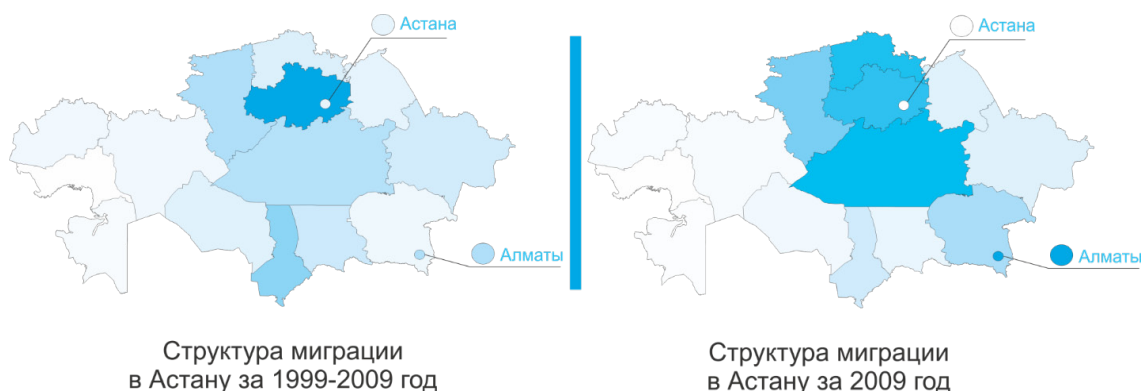 Астана
Алматы
Структура миграции
в Астану за 1999-2009 год
Астана
Алматы
Структура миграции
в Астану за 2009 год